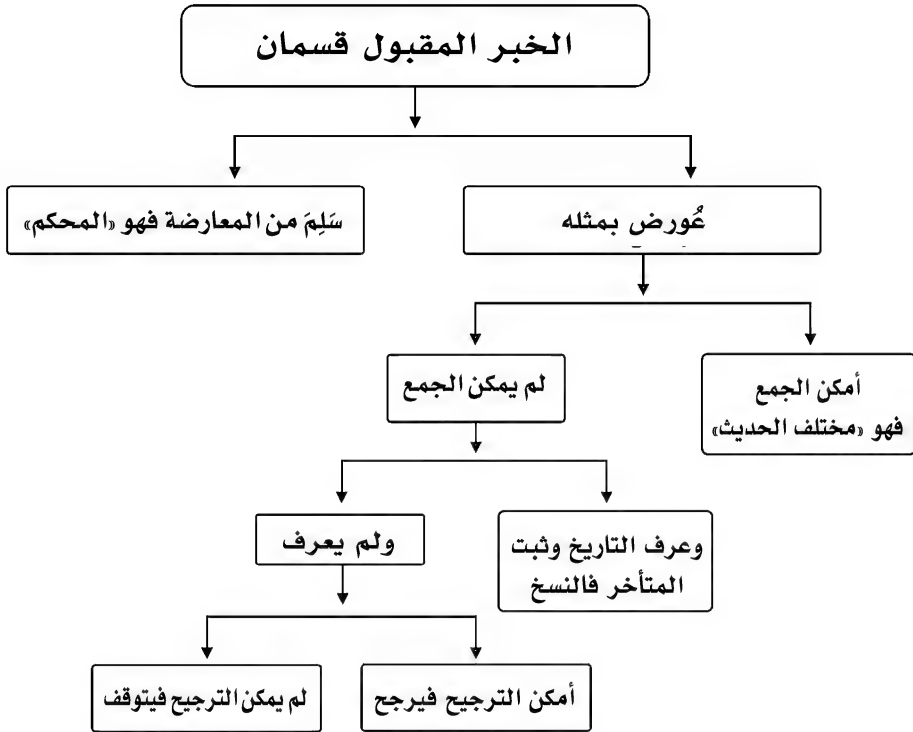 الخبر المقبول قسمان
عُورض بمثله
سَلِمَ من المعارضة فهو «المحكم»
أمكن الجمع
فهو «مختلف الحديث»
لم يمكن الجمع
وعرف التاريخ وثبت
المتأخر فالنسخ
ولم يعرف
أمكن الترجيح فيرجح
لم يمكن الترجيح فيتوقف